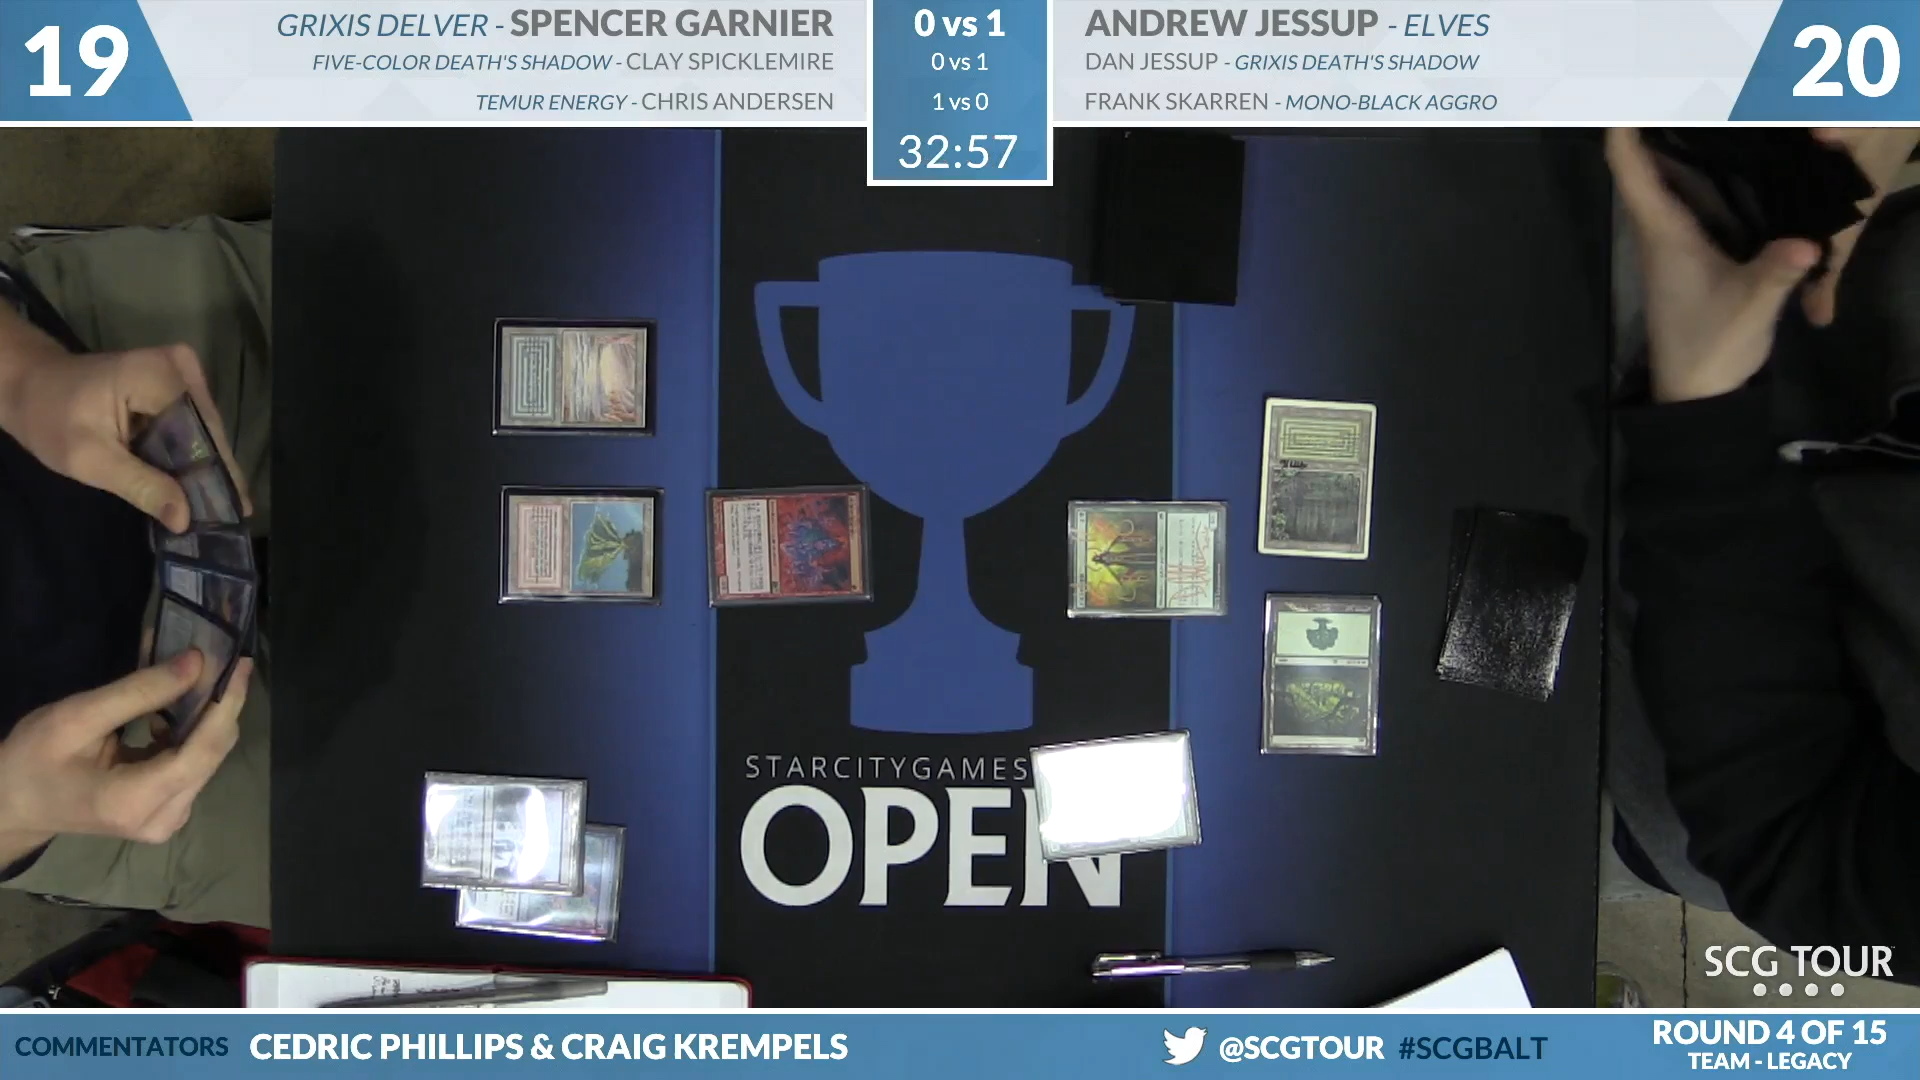 19
GRIXIS DELVER - SPENCER GARNIER
FIVE-COLOR DEATH'S SHADOW - CLAY SPICKLEMIRE
TEMUR ENERGY - CHRIS ANDERSEN
0 vs 1
0 vs 1
1 vs 0
32:57
ANDREW JESSUP - ELVES
DAN JESSUP - GRIXIS DEATH'S SHADOW
FRANK SKARREN - MONO-BLACK AGGRO
20
STARCITYGAMES
OPEN
SCG TOUR
COMMENTATORS CEDRIC PHILLIPS & CRAIG KREMPELS
@SCGTOUR #SCGBALT
ROUND 4 OF 15
TEAM - LEGACY